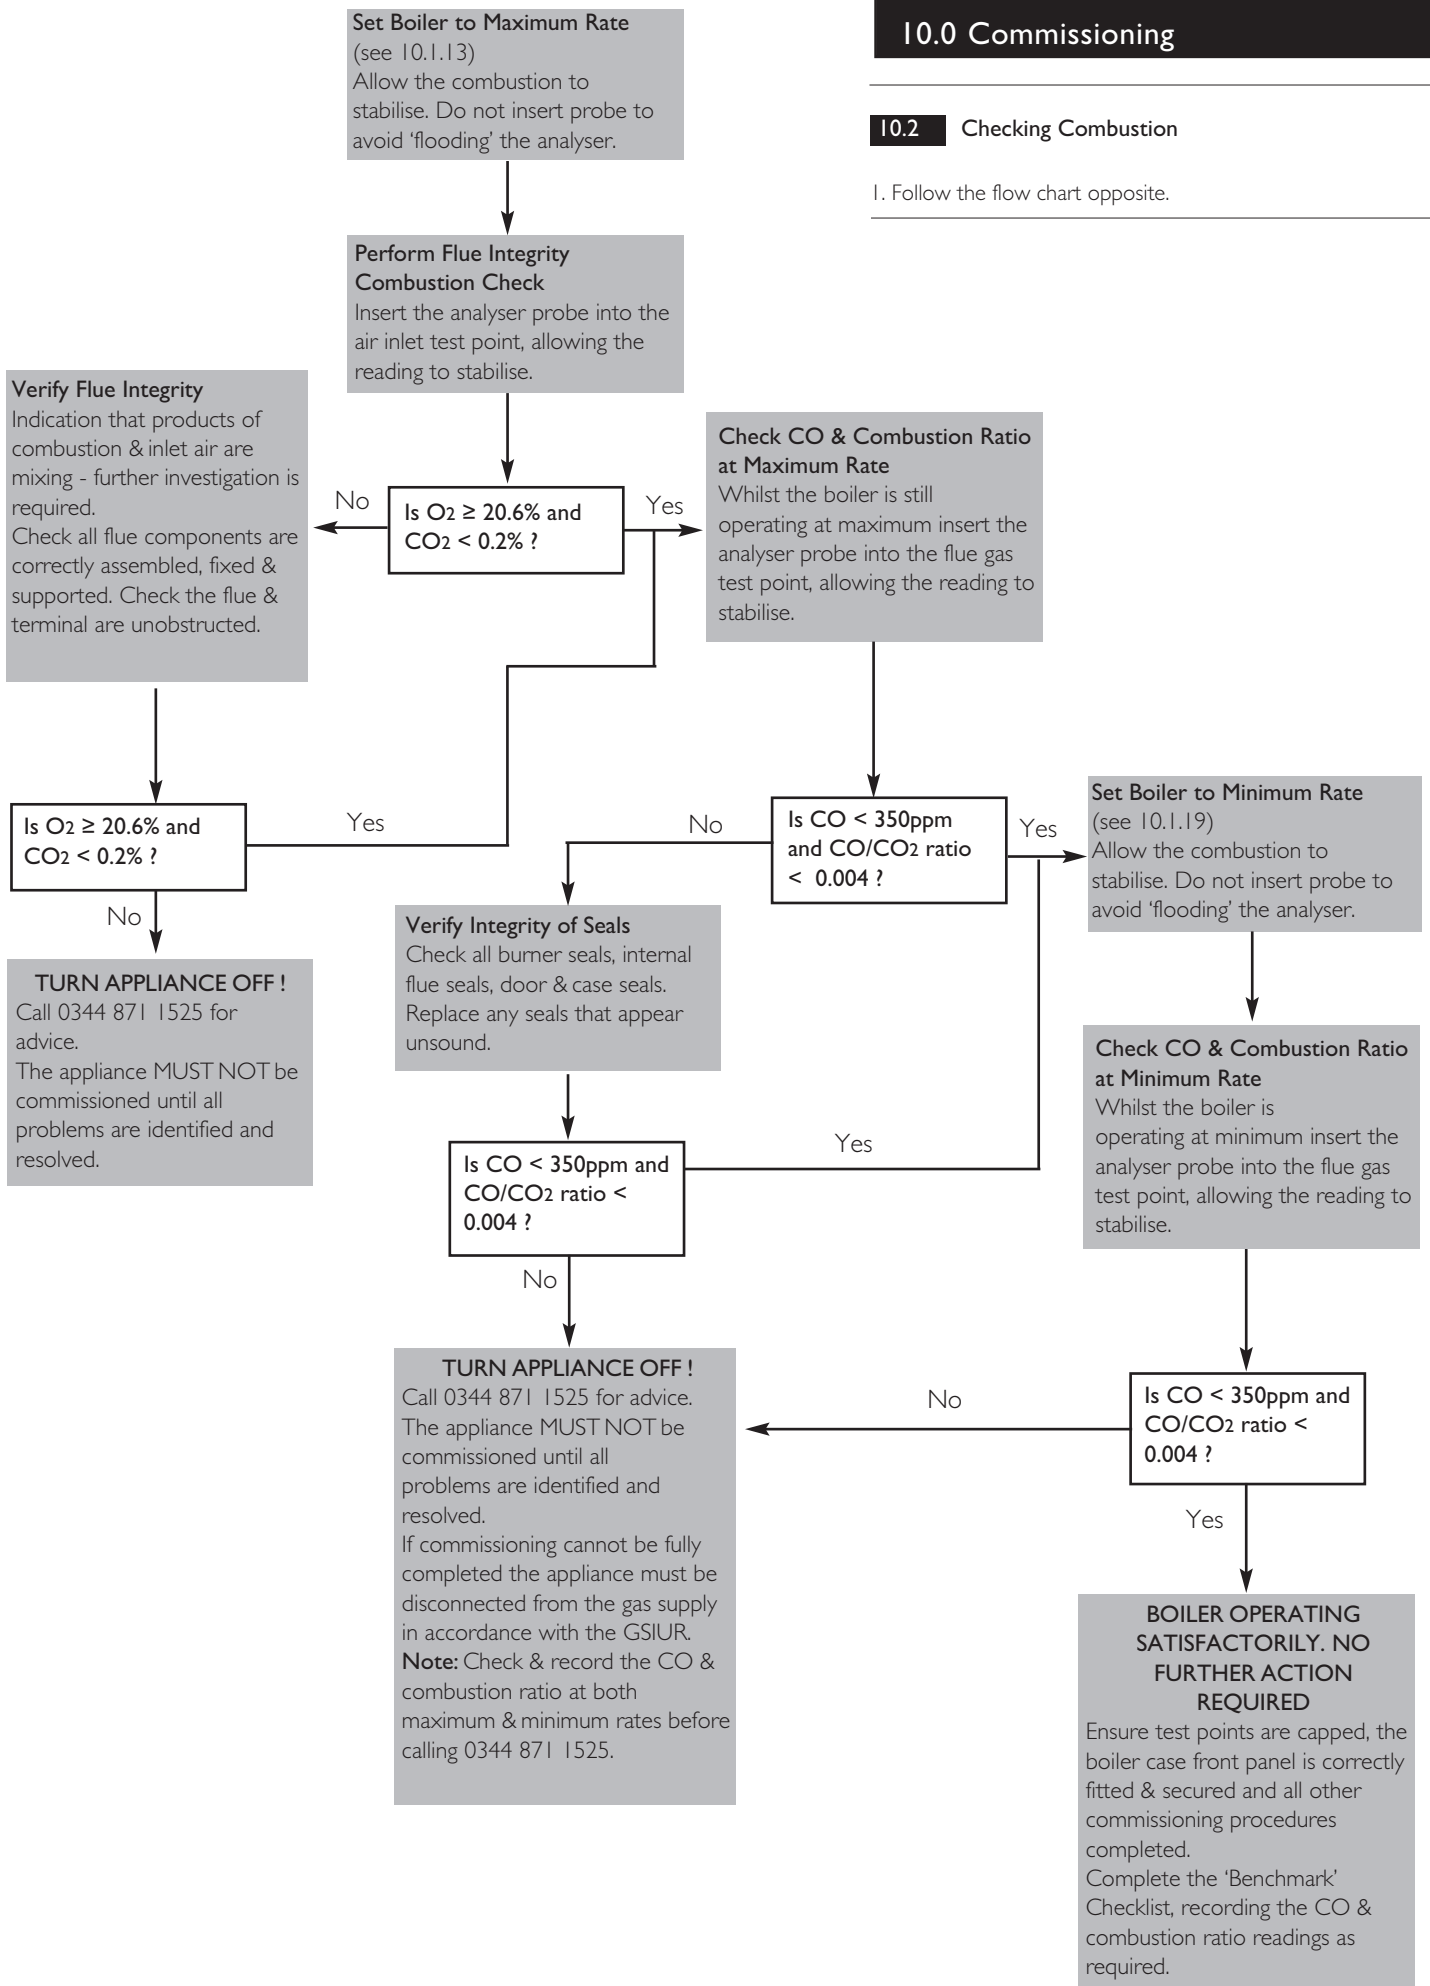 10.0 Commissioning
10.2 Checking Combustion
1. Follow the flow chart opposite.
Set Boiler to Maximum Rate
(see 10.1.13)
Allow the combustion to
stabilise. Do not insert probe to
avoid ‘flooding’ the analyser.
Perform Flue Integrity
Combustion Check
Insert the analyser probe into the
air inlet test point, allowing the
reading to stabilise.
Is O2 ≥ 20.6% and
CO2 < 0.2% ?
No
Yes
Verify Flue Integrity
Indication that products of
combustion & inlet air are
mixing - further investigation is
required.
Check all flue components are
correctly assembled, fixed &
supported. Check the flue &
terminal are unobstructed.
Is O2 ≥ 20.6% and
CO2 < 0.2% ?
Yes
No
TURN APPLIANCE OFF !
Call 0344 871 1525 for
advice.
The appliance MUST NOT be
commissioned until all
problems are identified and
resolved.
Check CO & Combustion Ratio
at Maximum Rate
Whilst the boiler is still
operating at maximum insert the
analyser probe into the flue gas
test point, allowing the reading to
stabilise.
Is CO < 350ppm
and CO/CO2 ratio
< 0.004 ?
No
Yes
Verify Integrity of Seals
Check all burner seals, internal
flue seals, door & case seals.
Replace any seals that appear
unsound.
Is CO < 350ppm and
CO/CO2 ratio <
0.004 ?
Yes
No
TURN APPLIANCE OFF !
Call 0344 871 1525 for advice.
The appliance MUST NOT be
commissioned until all
problems are identified and
resolved.
If commissioning cannot be fully
completed the appliance must be
disconnected from the gas supply
in accordance with the GSIUR.
Note: Check & record the CO &
combustion ratio at both
maximum & minimum rates before
calling 0344 871 1525.
Set Boiler to Minimum Rate
(see 10.1.19)
Allow the combustion to
stabilise. Do not insert probe to
avoid ‘flooding’ the analyser.
Check CO & Combustion Ratio
at Minimum Rate
Whilst the boiler is
operating at minimum insert the
analyser probe into the flue gas
test point, allowing the reading to
stabilise.
Is CO < 350ppm and
CO/CO2 ratio <
0.004 ?
No
Yes
BOILER OPERATING
SATISFACTORILY. NO
FURTHER ACTION
REQUIRED
Ensure test points are capped, the
boiler case front panel is correctly
fitted & secured and all other
commissioning procedures
completed.
Complete the ‘Benchmark’
Checklist, recording the CO &
combustion ratio readings as
required.